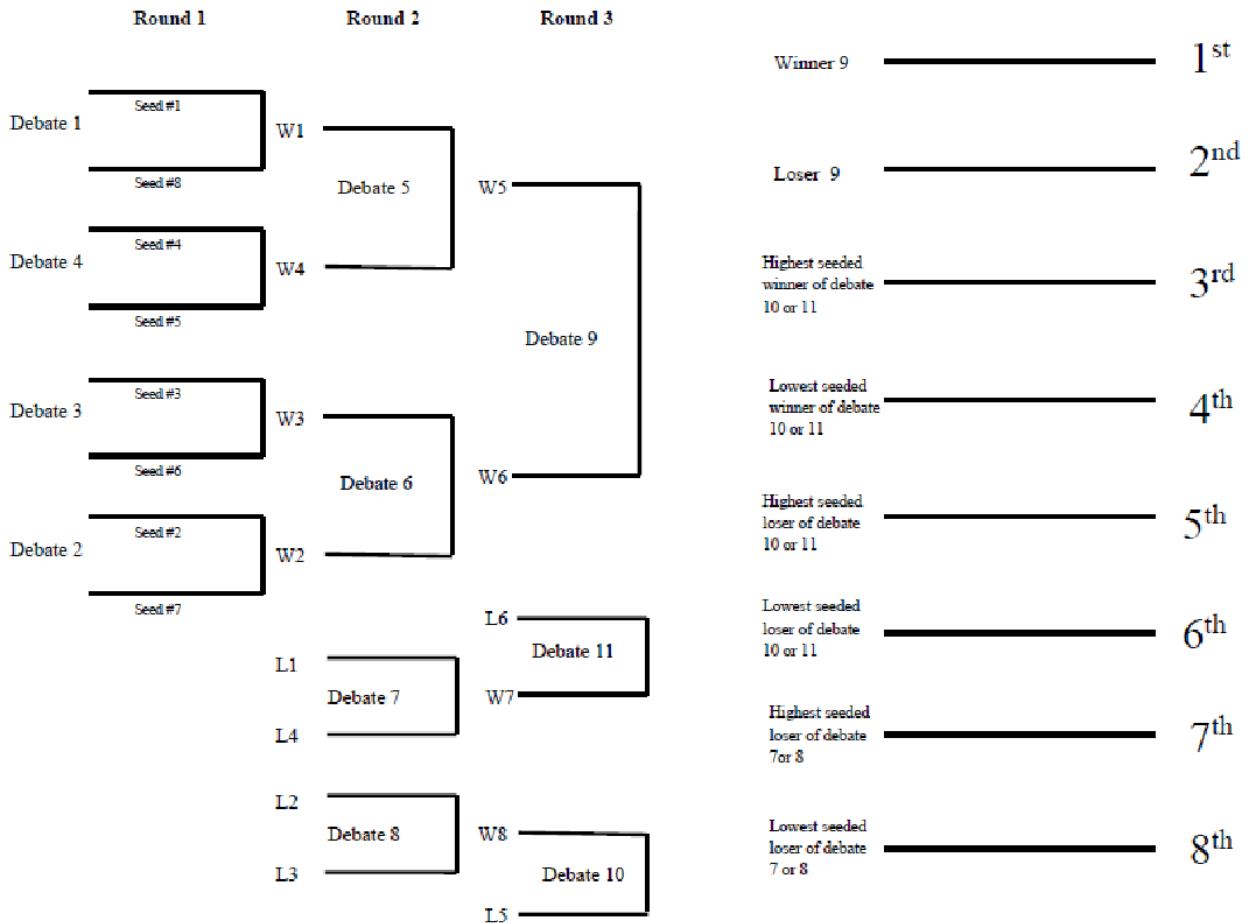 Round 1
Round 2
Round 3
Debate 1
Seed #1
Seed #8
W1
Debate 5
W5
Debate 4
Seed #4
Seed #5
W4
Debate 9
Debate 3
Seed #3
Seed #6
W3
Debate 6
W6
Debate 2
Seed #2
Seed #7
W2
L6
Debate 11
W7
L1
Debate 7
L4
L2
Debate 8
L3
W8
Debate 10
L5
Winner 9
1st
Loser 9
2nd
Highest seeded
winner of debate
10 or 11
3rd
Lowest seeded
winner of debate
10 or 11
4th
Highest seeded
loser of debate
10 or 11
5th
Lowest seeded
loser of debate
10 or 11
6th
Highest seeded
loser of debate
7or 8
7th
Lowest seeded
loser of debate
7 or 8
8th